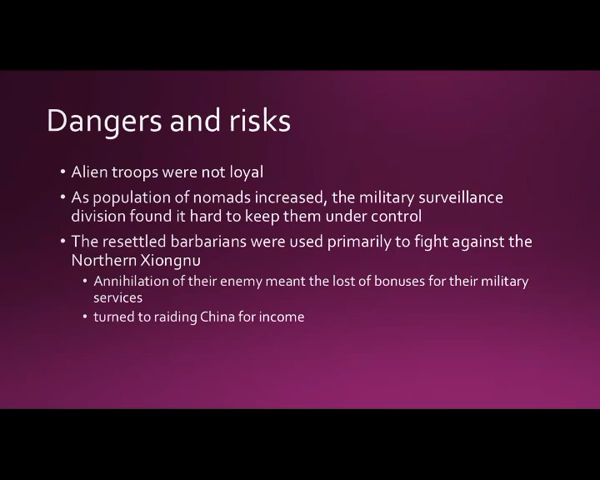 Dangers and risks
• Alien troops were not loyal
• As population of nomads increased, the military surveillance
division found it hard to keep them under control
• The resettled barbarians were used primarily to fight against the
Northern Xiongnu
• Annihilation of their enemy meant the lost of bonuses for their military
services
• turned to raiding China for income